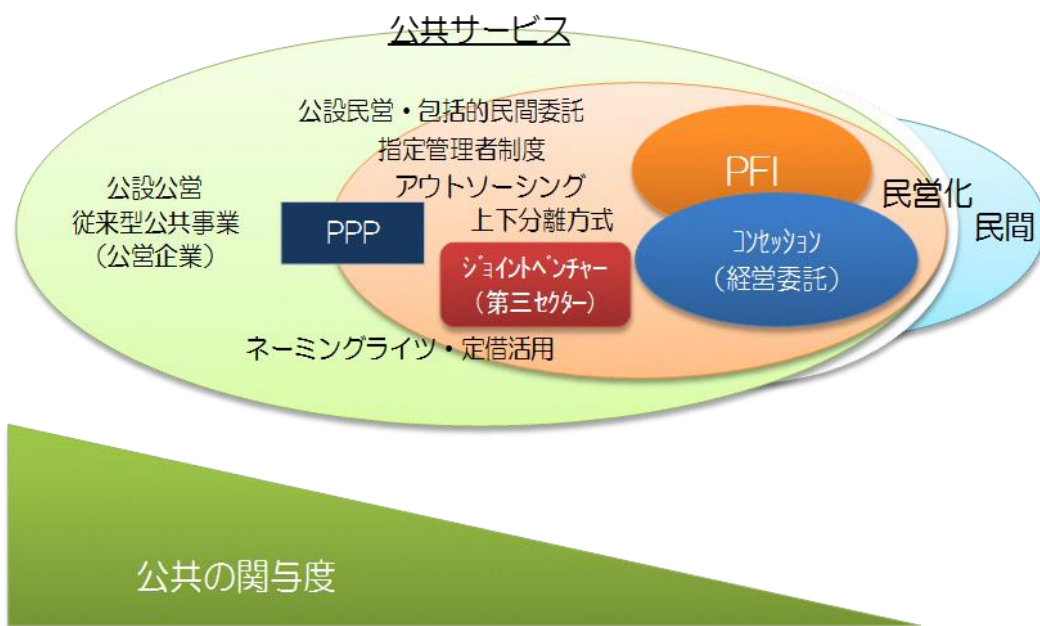 公共サービス
公設民営・包括的民間委託
指定管理者制度
アウトソーシング
上下分離方式
公設公営
従来型公共事業
（公営企業）
PPP
ｼﾞｮｲﾝﾄﾍﾞﾝﾁｬｰ
（第三ｾｸﾀｰ）
PFI
ｺﾝｾｯｼｮﾝ
（経営委託）
民営化
民間
ネーミングライツ・定借活用
公共の関与度